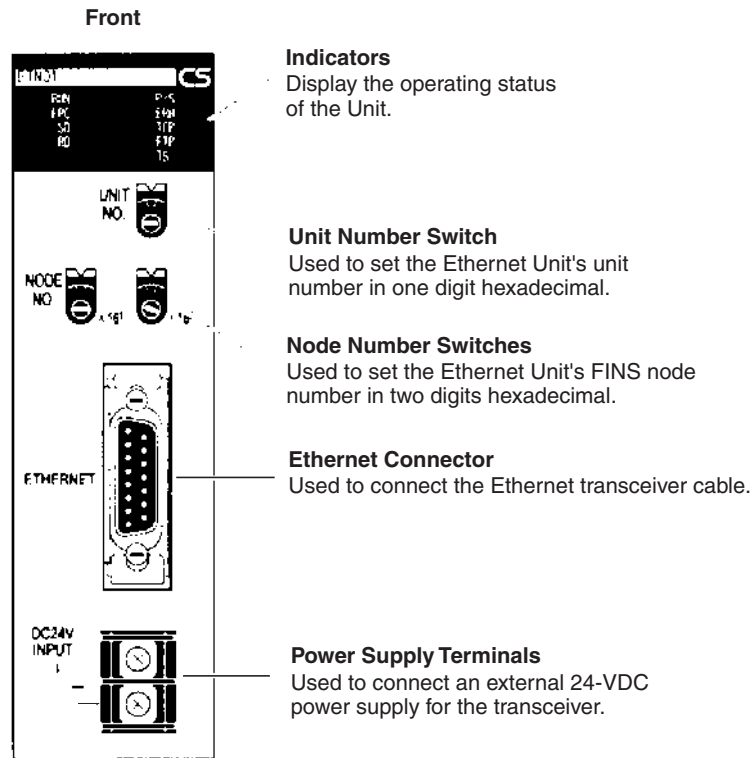 Front
CS
RUN
SD
TCP
FTP
UNIT
NO.
NODE
NO
ETHERNET
DC24V
INPUT
Indicators
Display the operating status
of the Unit.
Unit Number Switch
Used to set the Ethernet Unit's unit
number in one digit hexadecimal.
Node Number Switches
Used to set the Ethernet Unit's FINS node
number in two digits hexadecimal.
Ethernet Connector
Used to connect the Ethernet transceiver cable.
Power Supply Terminals
Used to connect an external 24-VDC
power supply for the transceiver.